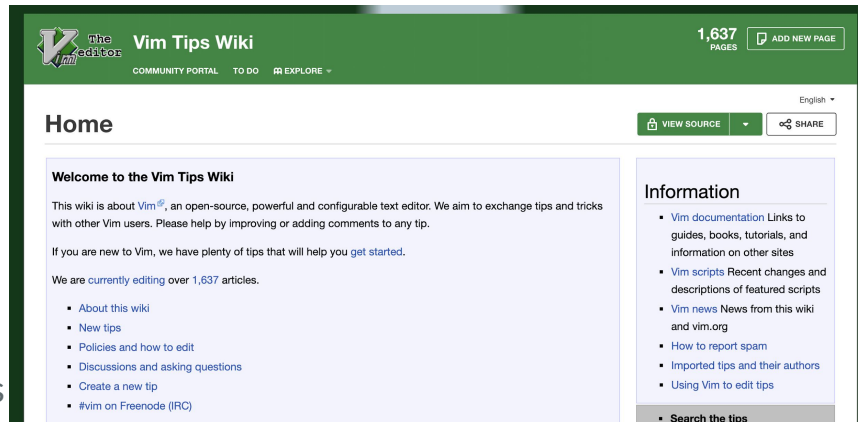 The
editor
Vim
Vim Tips Wiki
1,637
PAGES
ADD NEW PAGE
COMMUNITY PORTAL TO DO EXPLORE
English
Home
VIEW SOURCE
SHARE
Welcome to the Vim Tips Wiki
This wiki is about Vim, an open-source, powerful and configurable text editor. We aim to exchange tips and tricks
with other Vim users. Please help by improving or adding comments to any tip.
If you are new to Vim, we have plenty of tips that will help you get started.
We are currently editing over 1,637 articles.
About this wiki
New tips
Policies and how to edit
Discussions and asking questions
Create a new tip
#vim on Freenode (IRC)
Information
Vim documentation Links to
guides, books, tutorials, and
information on other sites
Vim scripts Recent changes and
descriptions of featured scripts
Vim news News from this wiki
and vim.org
How to report spam
Imported tips and their authors
Using Vim to edit tips
Search the tips
s